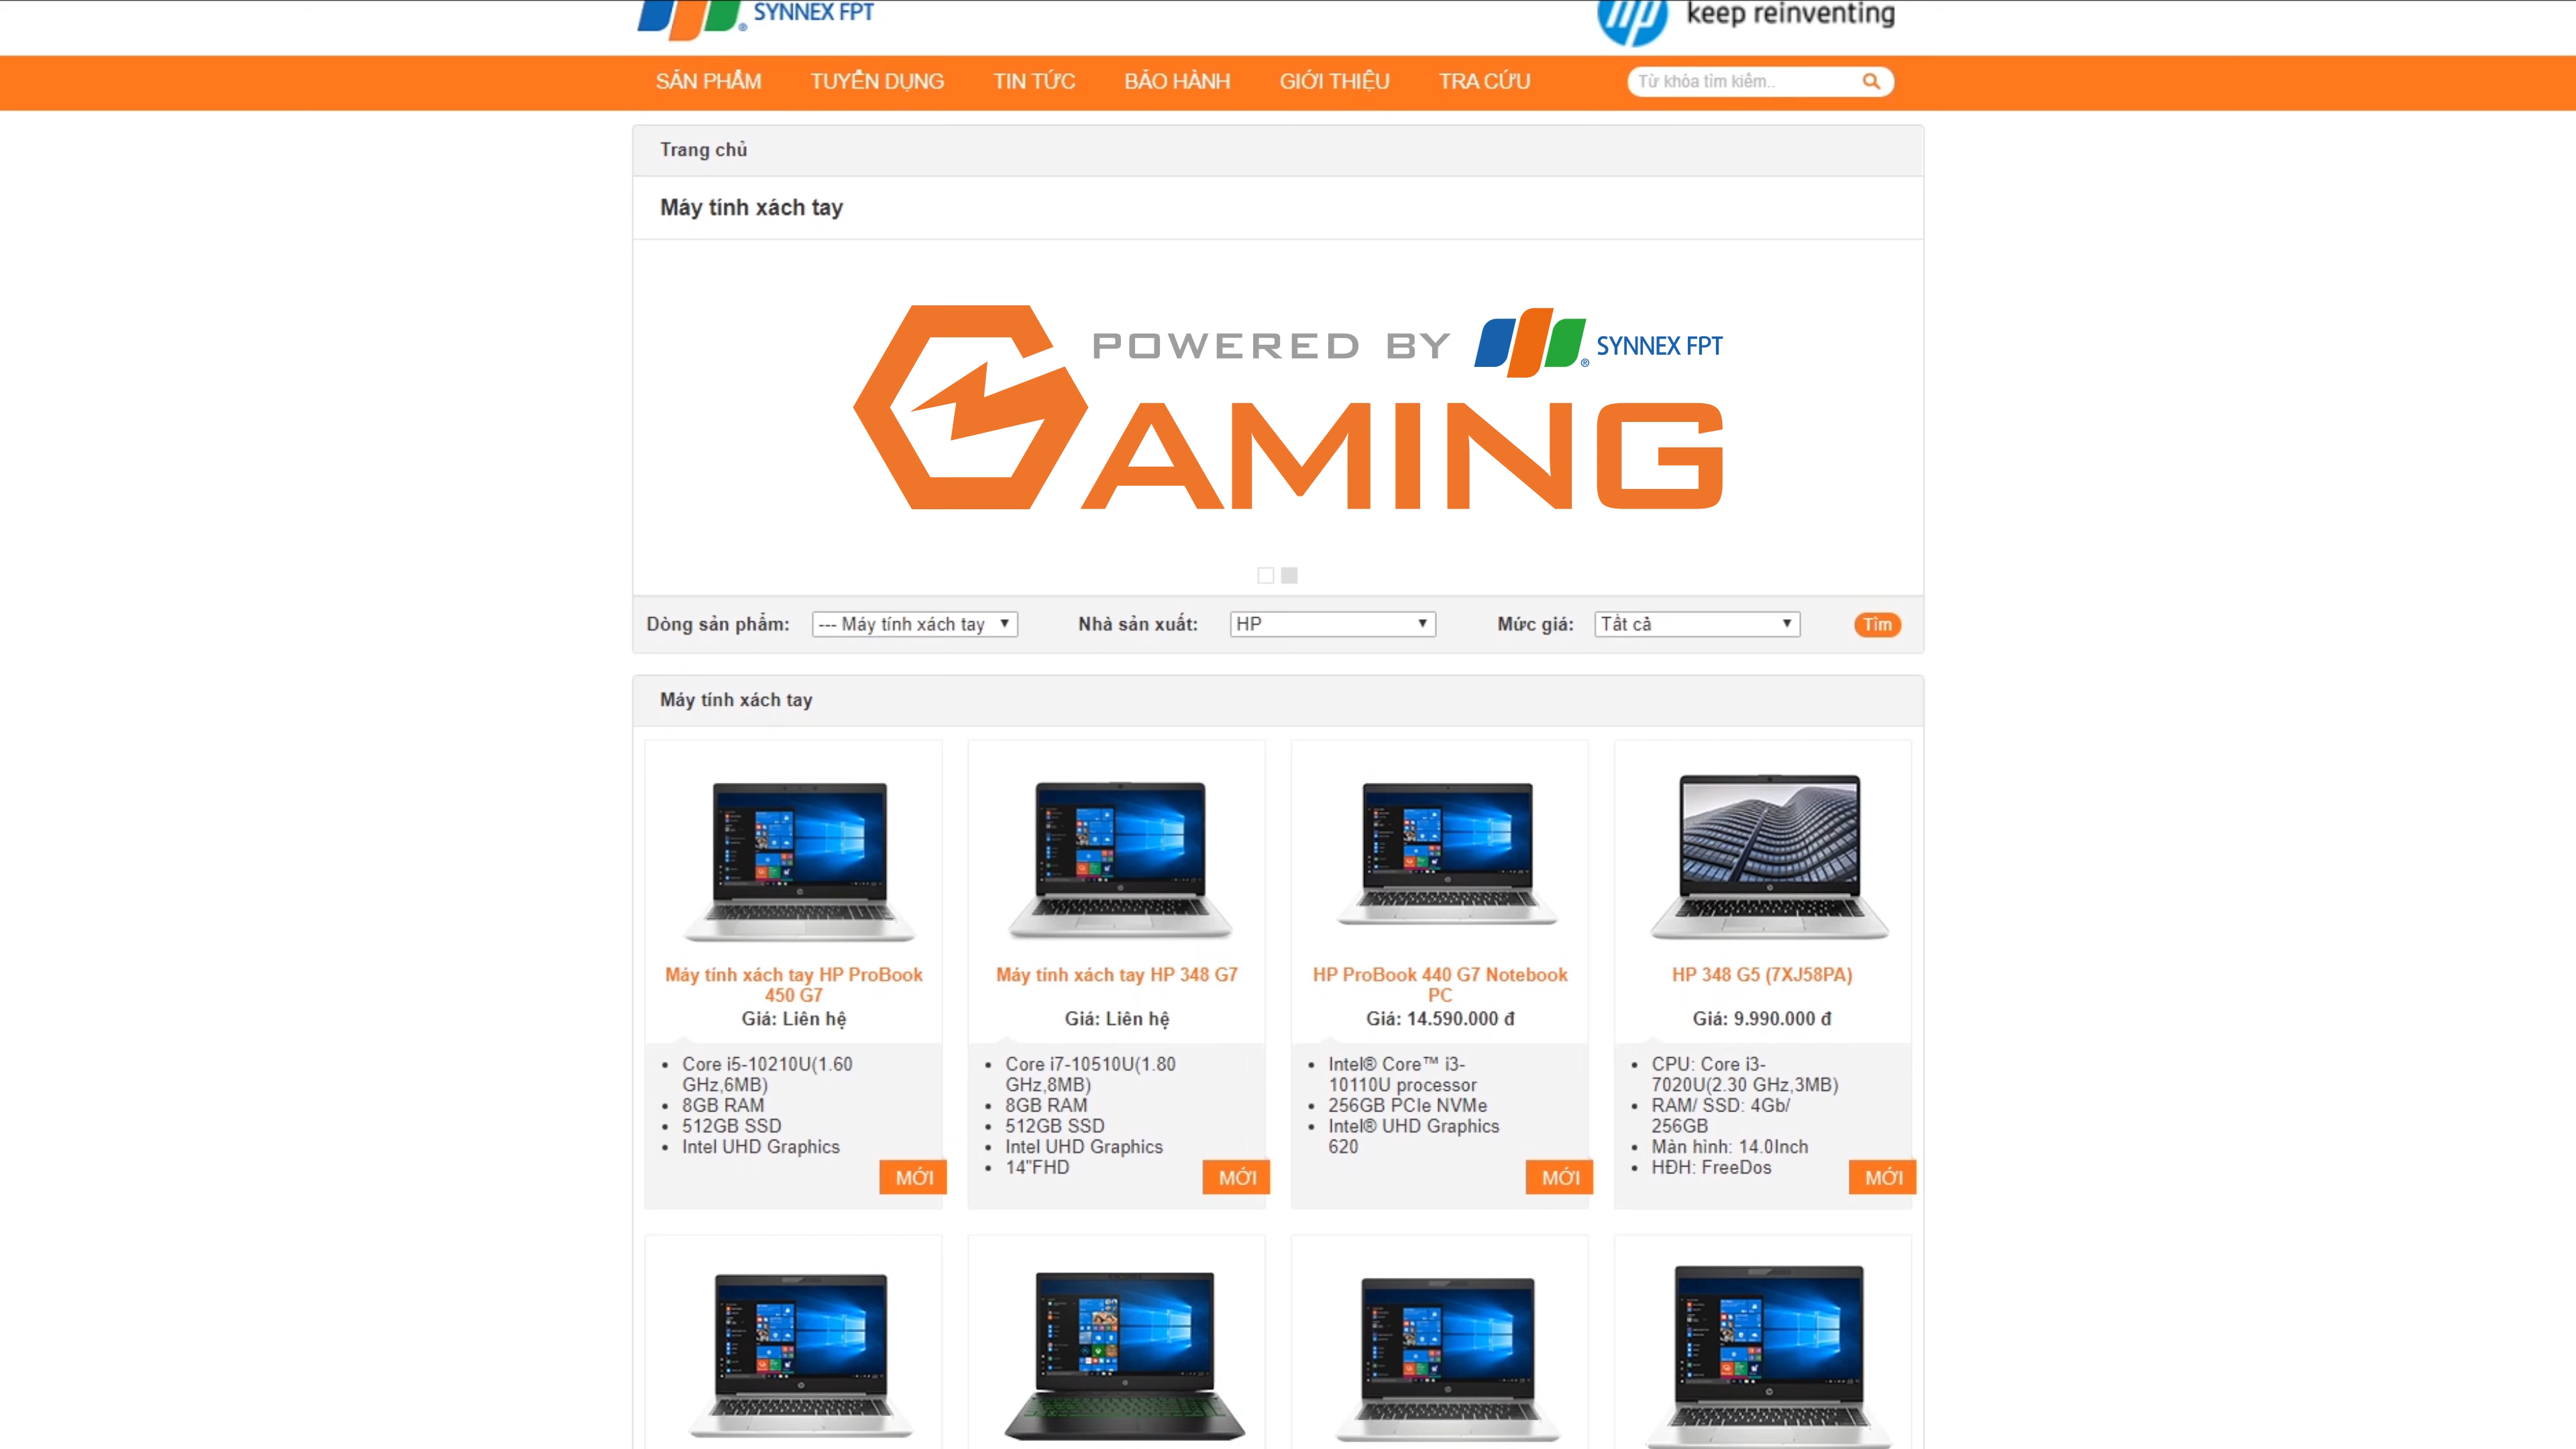 SYNNEX FPT
hp keep reinventing
SẢN PHẨM TUYỂN DỤNG TIN TỨC BẢO HÀNH GIỚI THIỆU TRA CỨU Từ khóa tìm kiếm..
Trang chủ
Máy tính xách tay
POWERED BY SYNNEX FPT
GAMING
Dòng sản phẩm: --- Máy tính xách tay Nhà sản xuất: HP Mức giá: Tất cả Tìm
Máy tính xách tay
Máy tính xách tay HP ProBook
450 G7
Giá: Liên hệ
Core i5-10210U(1.60
GHz,6MB)
8GB RAM
512GB SSD
Intel UHD Graphics
MỚI
Máy tính xách tay HP 348 G7
Giá: Liên hệ
Core i7-10510U(1.80
GHz,8MB)
8GB RAM
512GB SSD
Intel UHD Graphics
14"FHD
MỚI
HP ProBook 440 G7 Notebook
PC
Giá: 14.590.000 đ
Intel® Core™ i3-
10110U processor
256GB PCIe NVMe
Intel® UHD Graphics
620
MỚI
HP 348 G5 (7XJ58PA)
Giá: 9.990.000 đ
CPU: Core i3-
7020U(2.30 GHz,3MB)
RAM/ SSD: 4Gb/
256GB
Màn hình: 14.0Inch
HĐH: FreeDos
MỚI